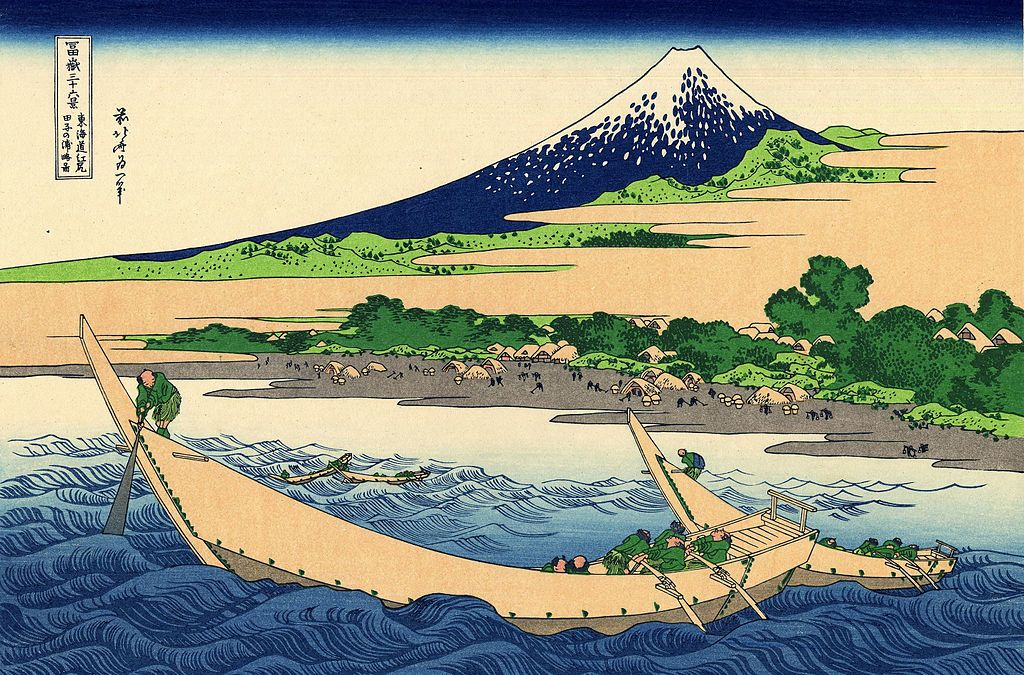 冨嶽三十六景
東海道江尻
田子の浦略圖
前北斎為一筆